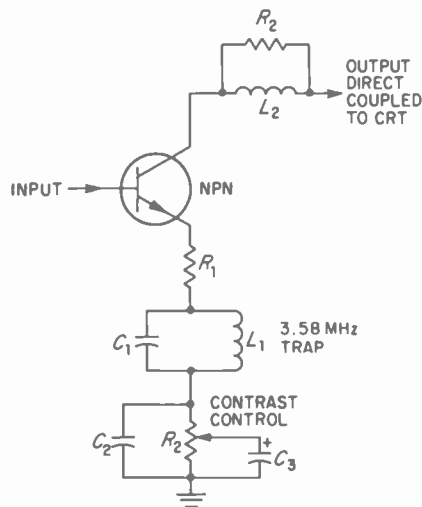 R2
OUTPUT
DIRECT
COUPLED
TO CRT
L2
INPUT
NPN
R1
C1
L1
3.58 MHz
TRAP
CONTRAST
CONTROL
C2
R2
+
C3